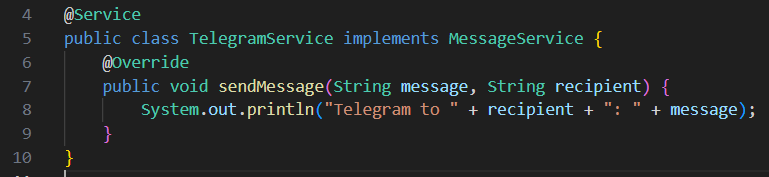 4 @Service
5 public class TelegramService implements MessageService {
6 @Override
7 public void sendMessage(String message, String recipient) {
8 System.out.println("Telegram to " + recipient + ": " + message);
9 }
10 }